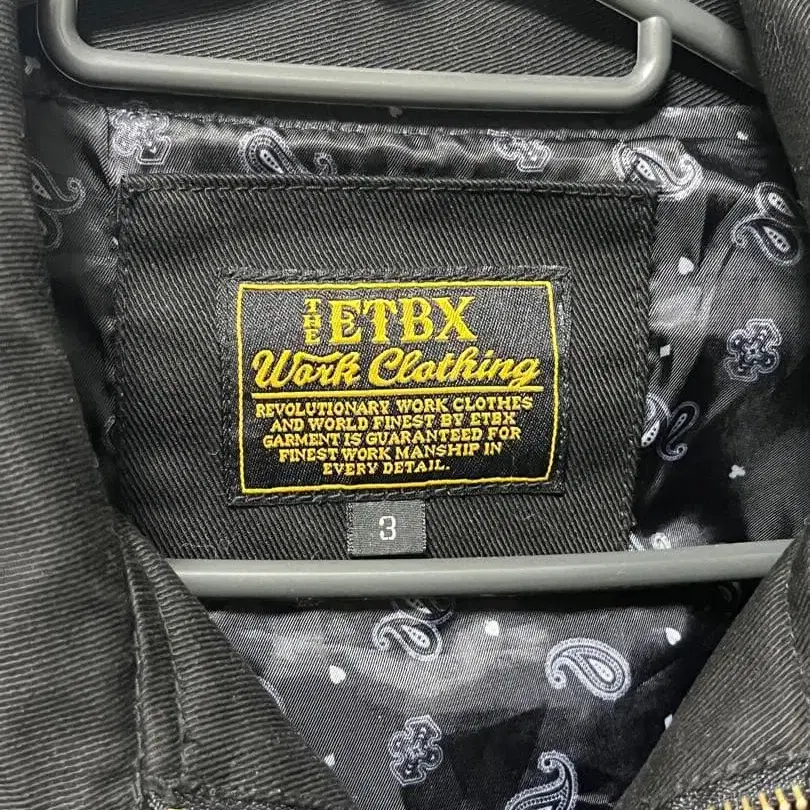 THE ETBX
Work Clothing
REVOLUTIONARY WORK CLOTHES
AND WORLD FINEST BY ETBX
GARMENT IS GUARANTEED FOR
FINEST WORK MANSHIP IN
EVERY DETAIL.
3